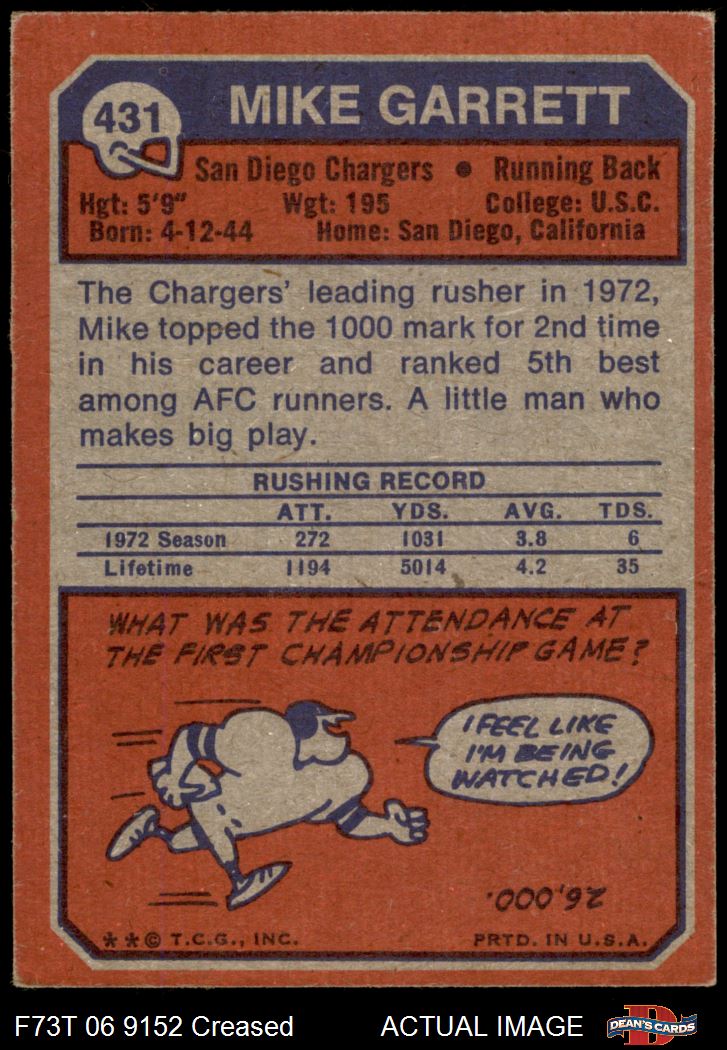 431
MIKE GARRETT
San Diego Chargers • Running Back
Hgt: 5'9" Wgt: 195 College: U.S.C.
Born: 4-12-44 Home: San Diego, California
The Chargers' leading rusher in 1972,
Mike topped the 1000 mark for 2nd time
in his career and ranked 5th best
among AFC runners. A little man who
makes big play.
RUSHING RECORD
ATT. YDS. AVG. TDS.
1972 Season 272 1031 3.8 6
Lifetime 1194 5014 4.2 35
WHAT WAS THE ATTENDANCE AT
THE FIRST CHAMPIONSHIP GAME?
I FEEL LIKE
I'M BEING
WATCHED!
26,000.
** © T.C.G., INC. PRTD. IN U.S.A.
F73T 06 9152 Creased ACTUAL IMAGE
D
DEAN'S CARDS